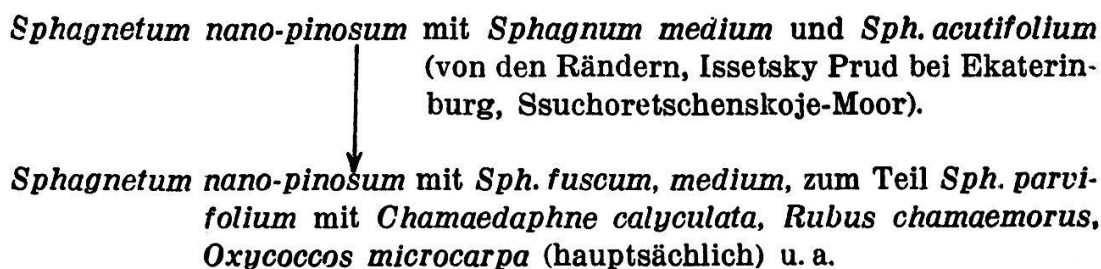 Sphagnetum nano-pinosum mit Sphagnum medium und Sph. acutifolium
(von den Rändern, Issetsky Prud bei Ekaterin-
burg, Ssuchoretschenskoje-Moor).
Sphagnetum nano-pinosum mit Sph. fuscum, medium, zum Teil Sph. parvi-
folium mit Chamaedaphne calyculata, Rubus chamaemorus,
Oxycoccos microcarpa (hauptsächlich) u. a.